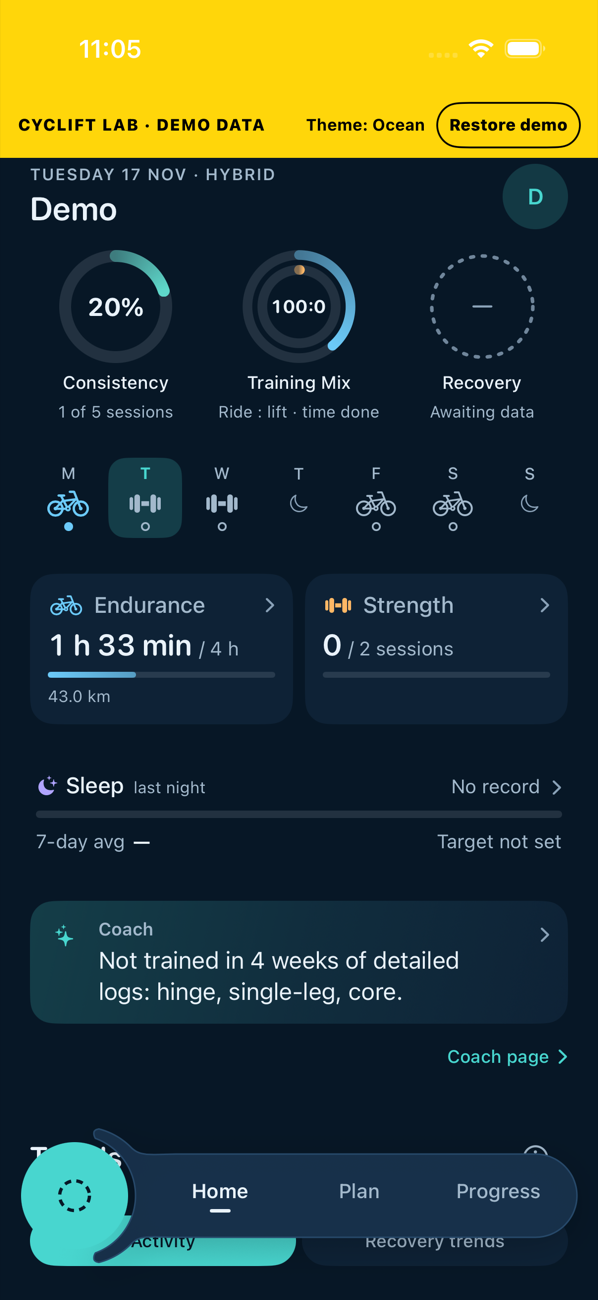 11:05
CYCLIFT LAB · DEMO DATA
Theme: Ocean
Restore demo
TUESDAY 17 NOV · HYBRID
Demo
D
20%
100:0
—
Consistency
Training Mix
Recovery
1 of 5 sessions
Ride : lift · time done
Awaiting data
M T W T F S S
Endurance
1 h 33 min / 4 h
43.0 km
Strength
0 / 2 sessions
Sleep last night
No record
7-day avg —
Target not set
Coach
Not trained in 4 weeks of detailed
logs: hinge, single-leg, core.
Coach page
Home
Plan
Progress
Activity
Recovery trends